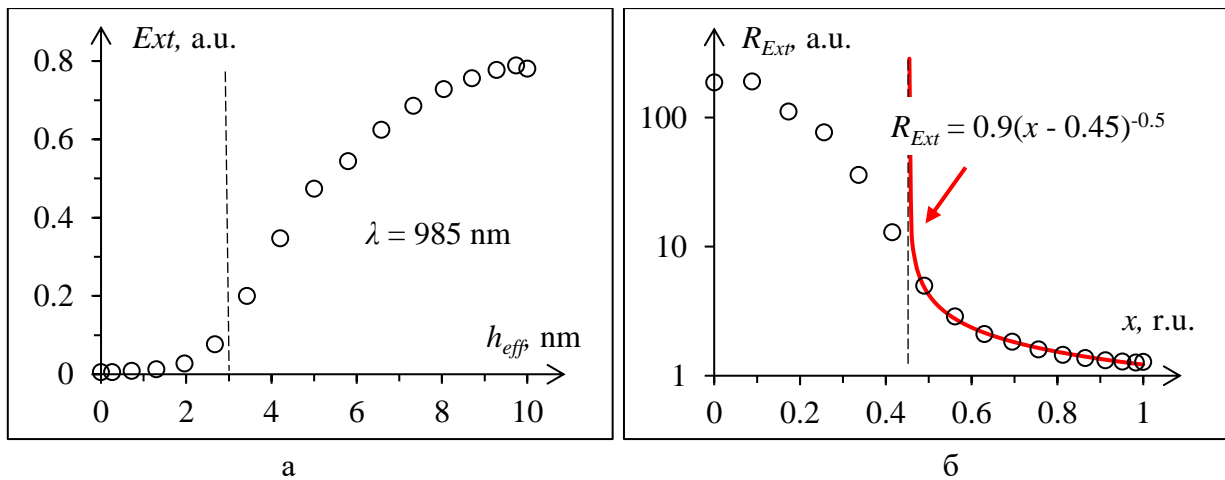 Ext, a.u.
0.8
0.6
0.4
0.2
0
0 2 4 6 8 10
λ = 985 nm
h_eff, nm
а
R_Ext, a.u.
100
10
1
0 0.2 0.4 0.6 0.8 1
R_Ext = 0.9(x - 0.45)^-0.5
x, r.u.
б